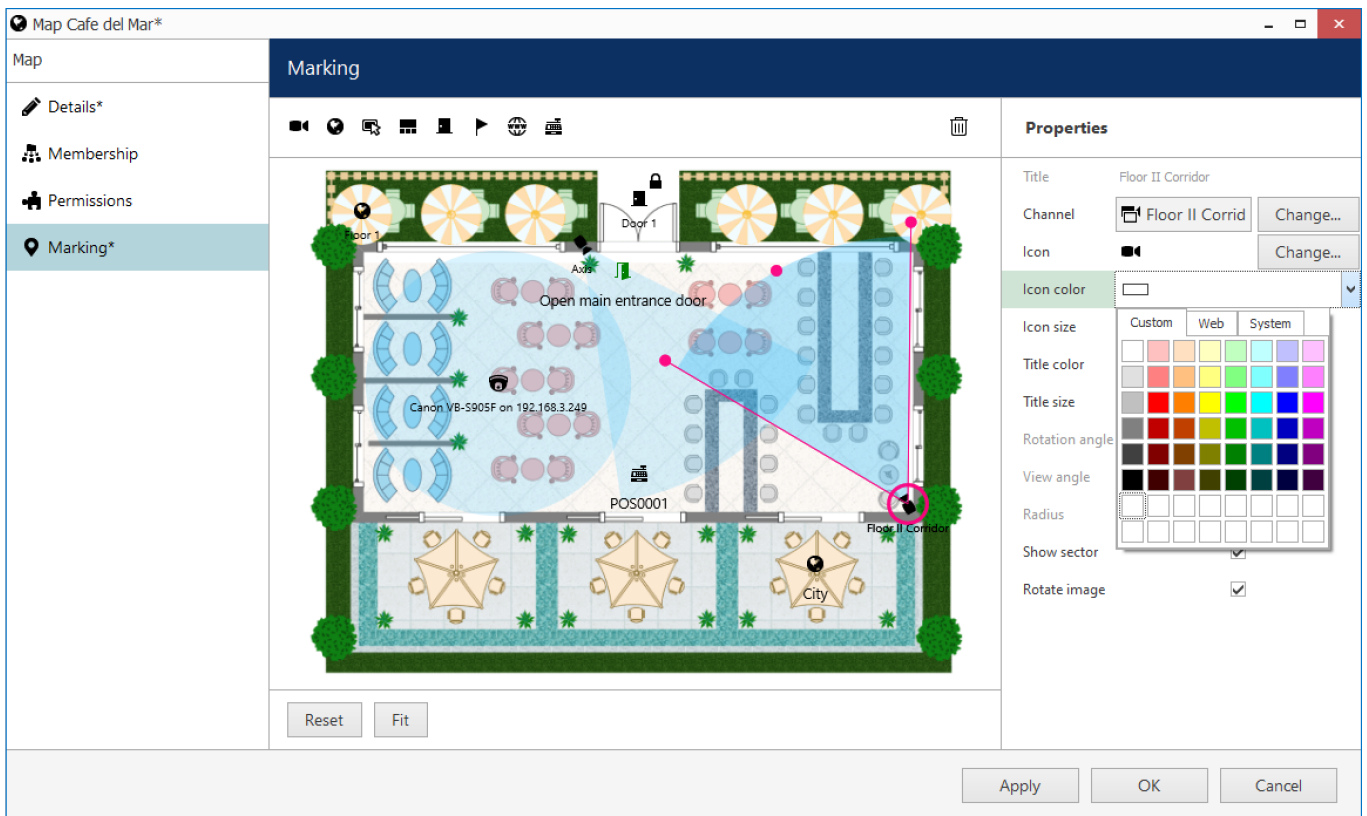 Map Cafe del Mar*
Map
Details*
Membership
Permissions
Marking*
Marking
Floor 1
Door 1
Axis
Open main entrance door
Canon VB-S905F on 192.168.3.249
POS0001
Floor II Corridor
City
Reset
Fit
Properties
Title Floor II Corridor
Channel Floor II Corrid Change...
Icon Change...
Icon color
Custom Web System
Icon size
Title color
Title size
Rotation angle
View angle
Radius
Show sector
Rotate image
Apply OK Cancel